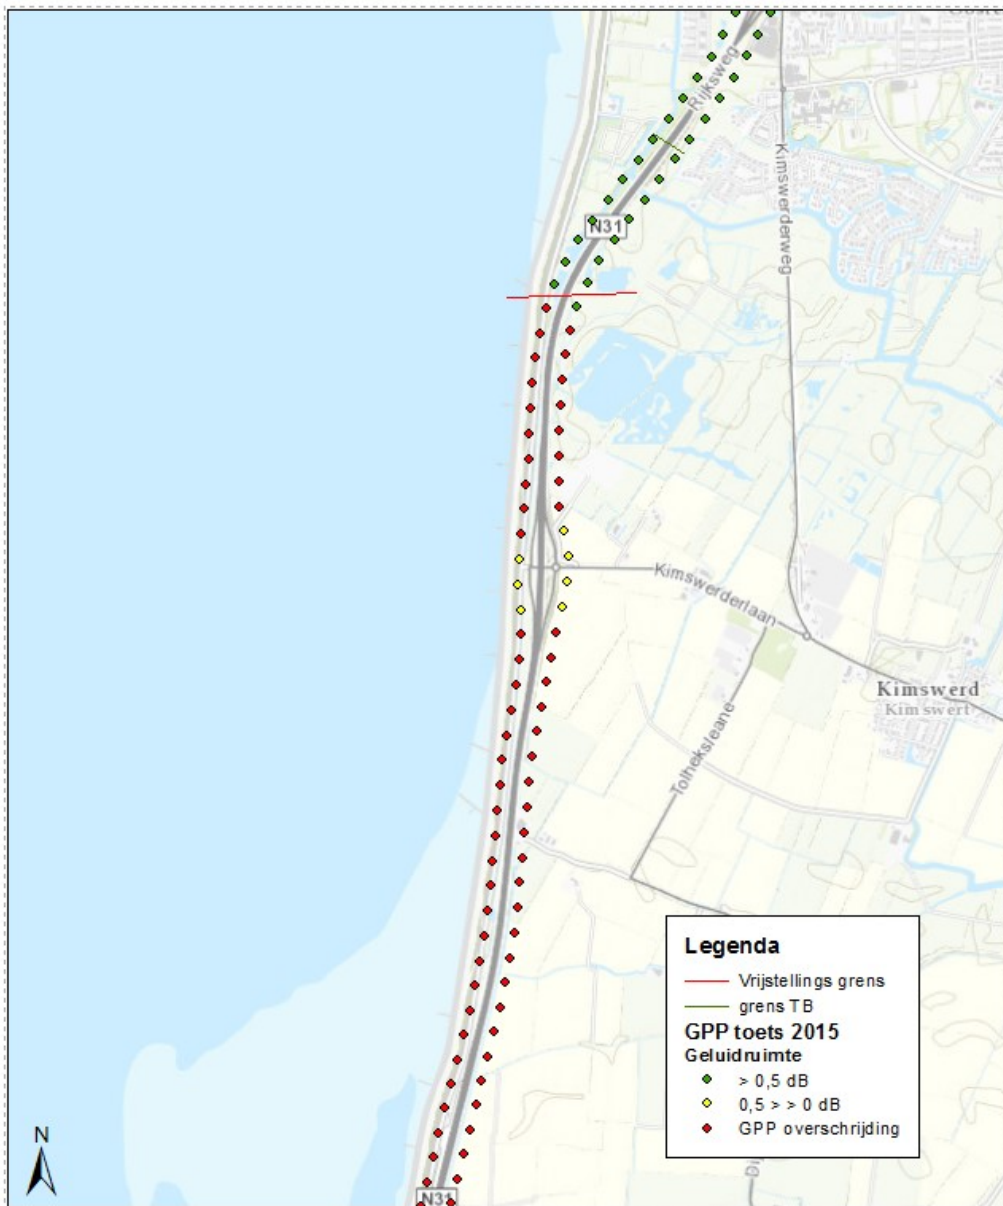 Rijksweg
Kimswerderweg
N31
Kimswerderlaan
Kimswerd
Kimswert
Tolheksleane
Legenda
Vrijstellings grens
grens TB
GPP toets 2015
Geluidruimte
> 0,5 dB
0,5 > > 0 dB
GPP overschrijding
N
N31